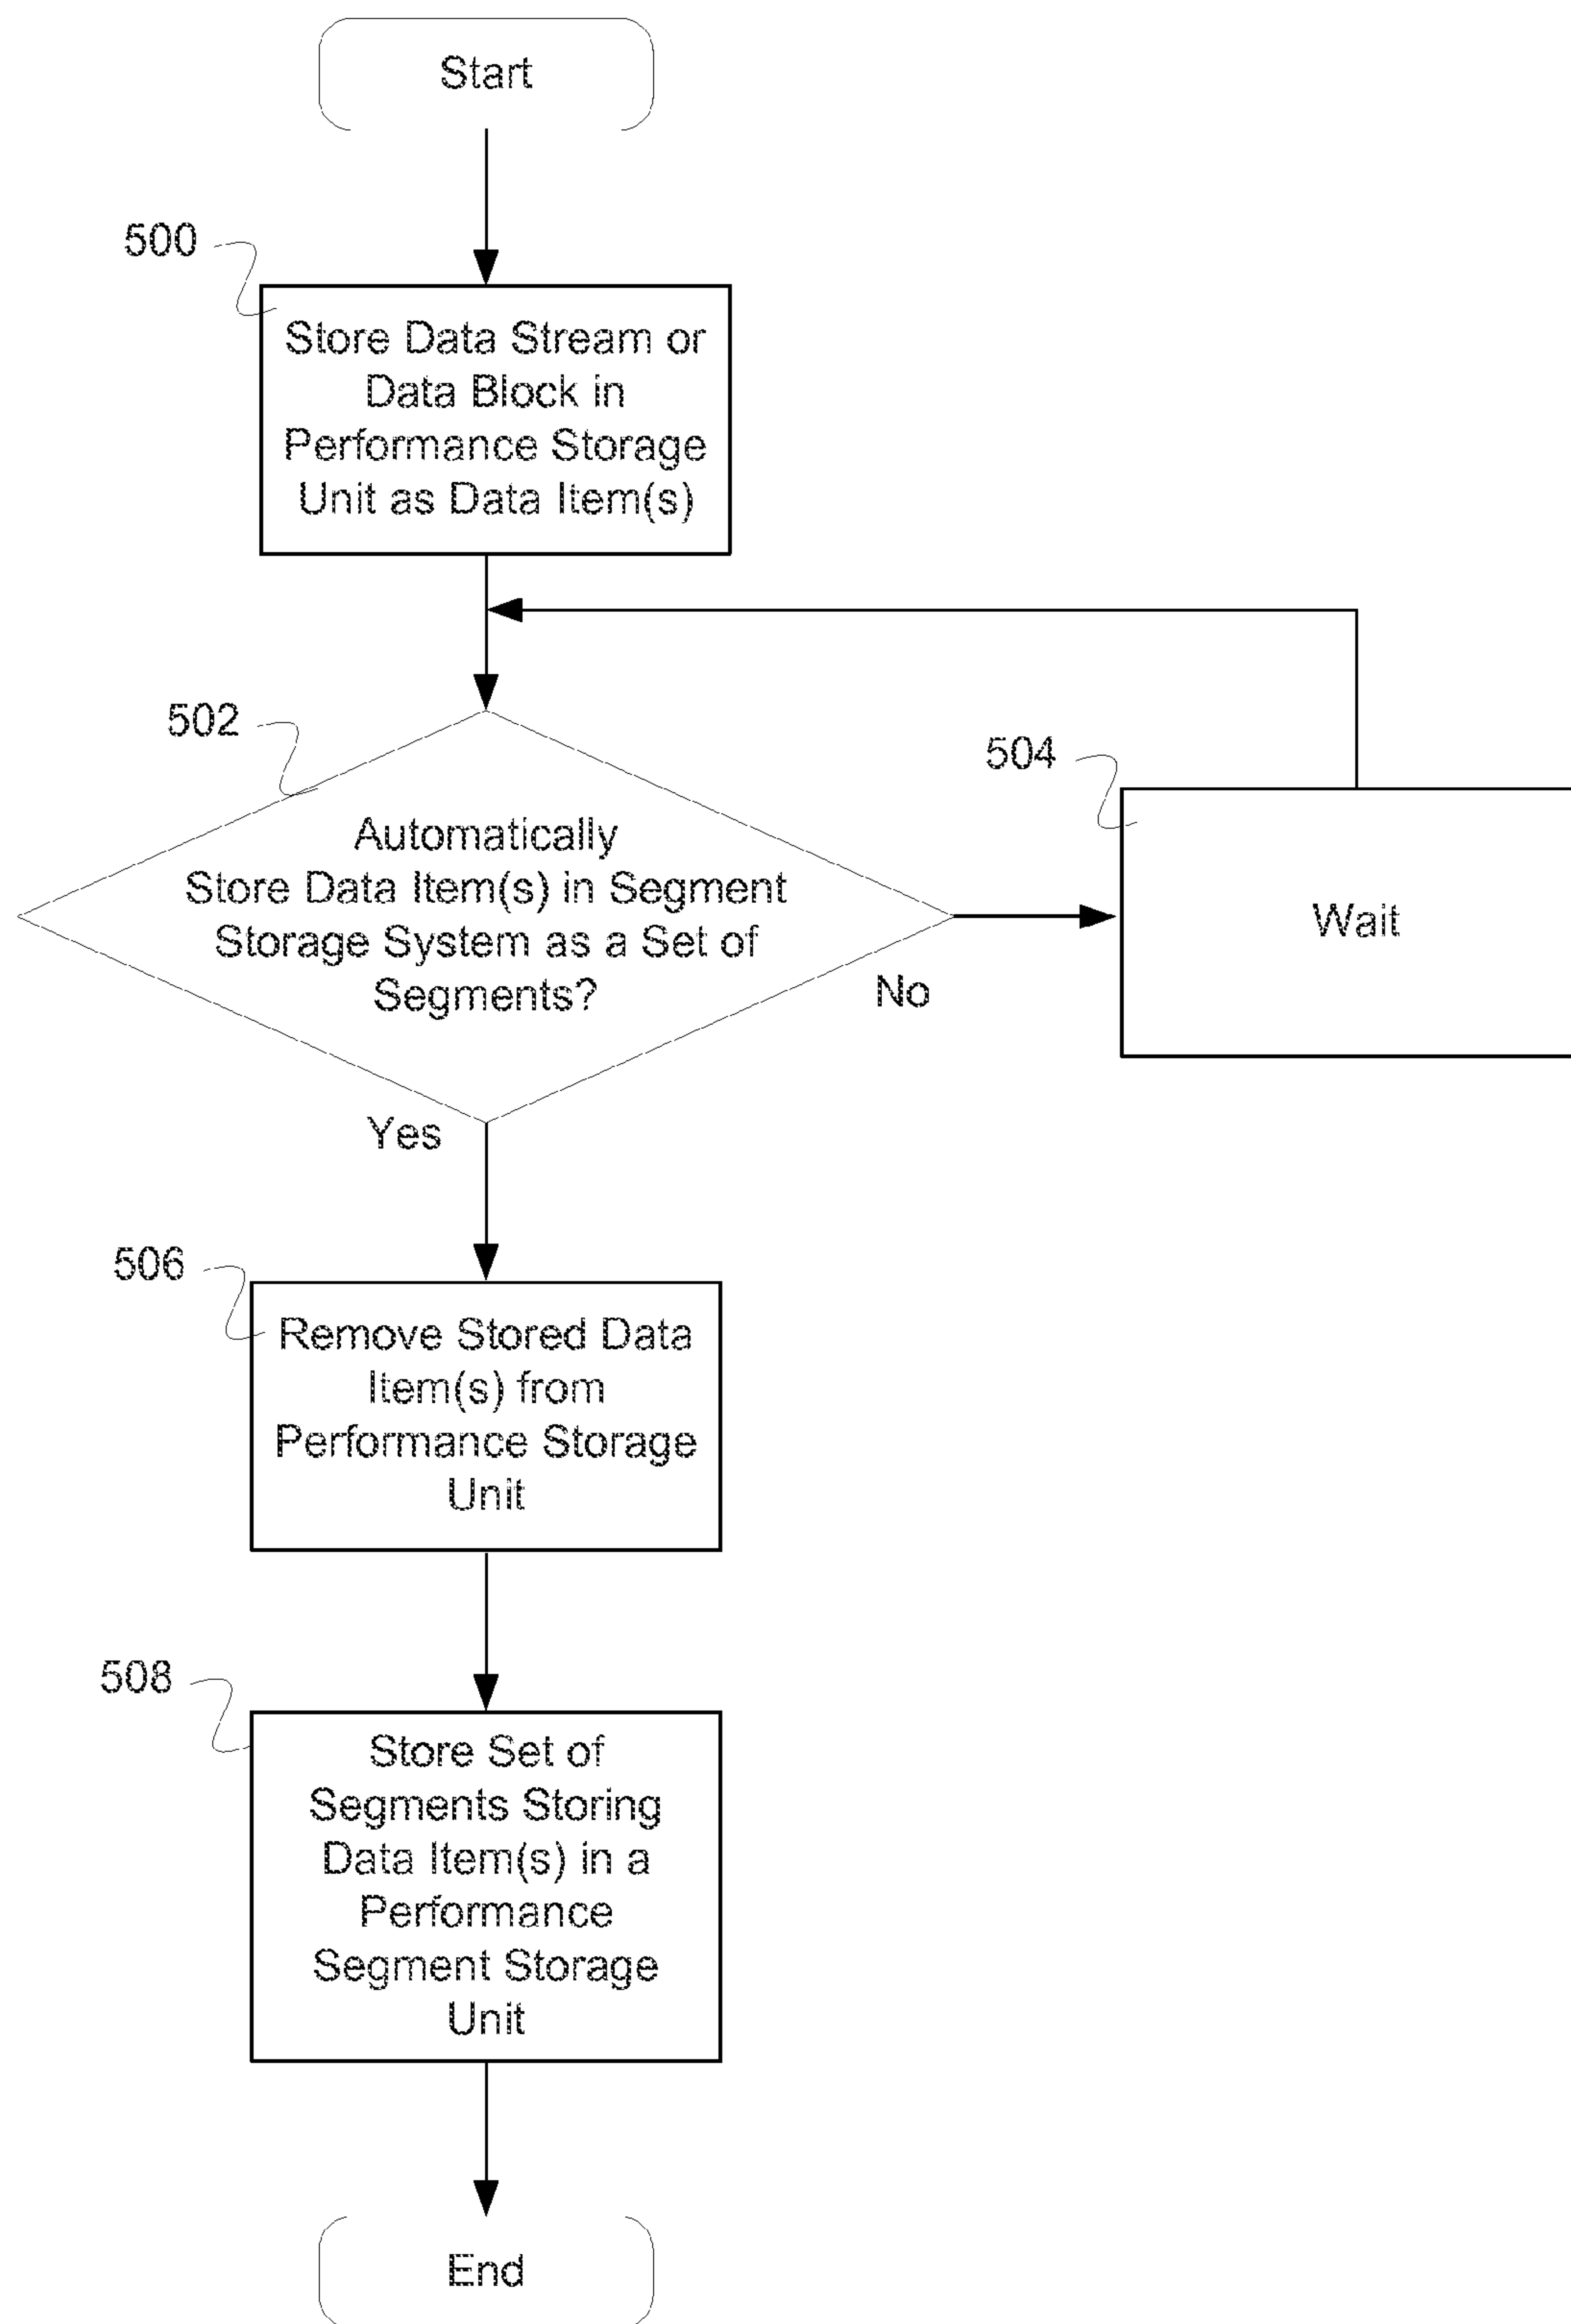 Start
500
Store Data Stream or
Data Block in
Performance Storage
Unit as Data Item(s)
502
Automatically
Store Data Item(s) in Segment
Storage System as a Set of
Segments?
504
Wait
No
Yes
506
Remove Stored Data
Item(s) from
Performance Storage
Unit
508
Store Set of
Segments Storing
Data Item(s) in a
Performance
Segment Storage
Unit
End